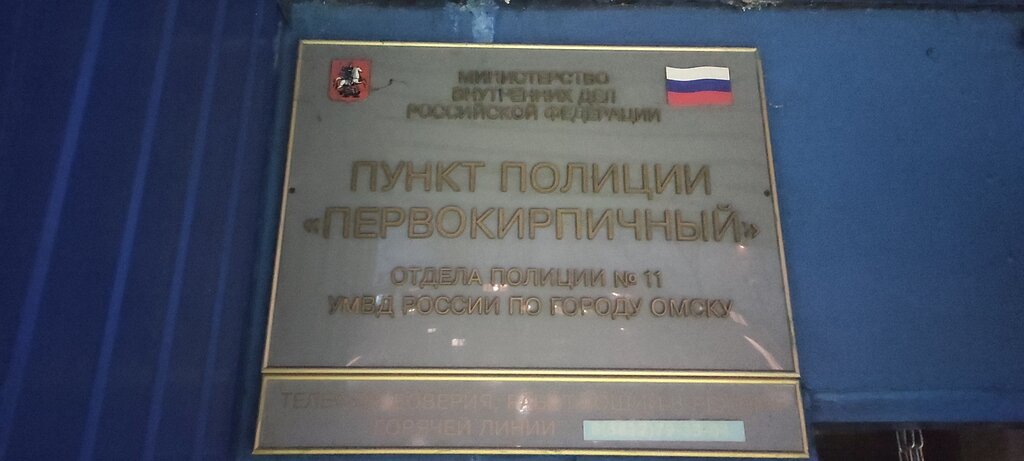 МИНИСТЕРСТВО
ВНУТРЕННИХ ДЕЛ
РОССИЙСКОЙ ФЕДЕРАЦИИ
ПУНКТ ПОЛИЦИИ
«ПЕРВОКИРПИЧНЫЙ»
ОТДЕЛА ПОЛИЦИИ № 11
УМВД РОССИИ ПО ГОРОДУ ОМСКУ
ДОВЕРИЯ,
ГОРЯЧЕЙ ЛИНИИ